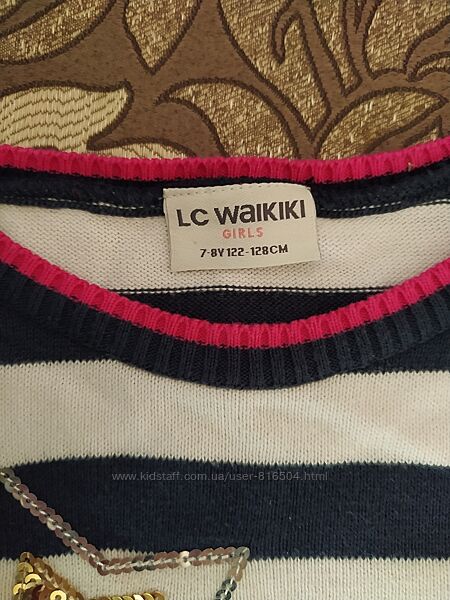 LC WAIKIKI
GIRLS
7-8Y 122-128CM
www.kidstaff.com.ua/user-816504.html